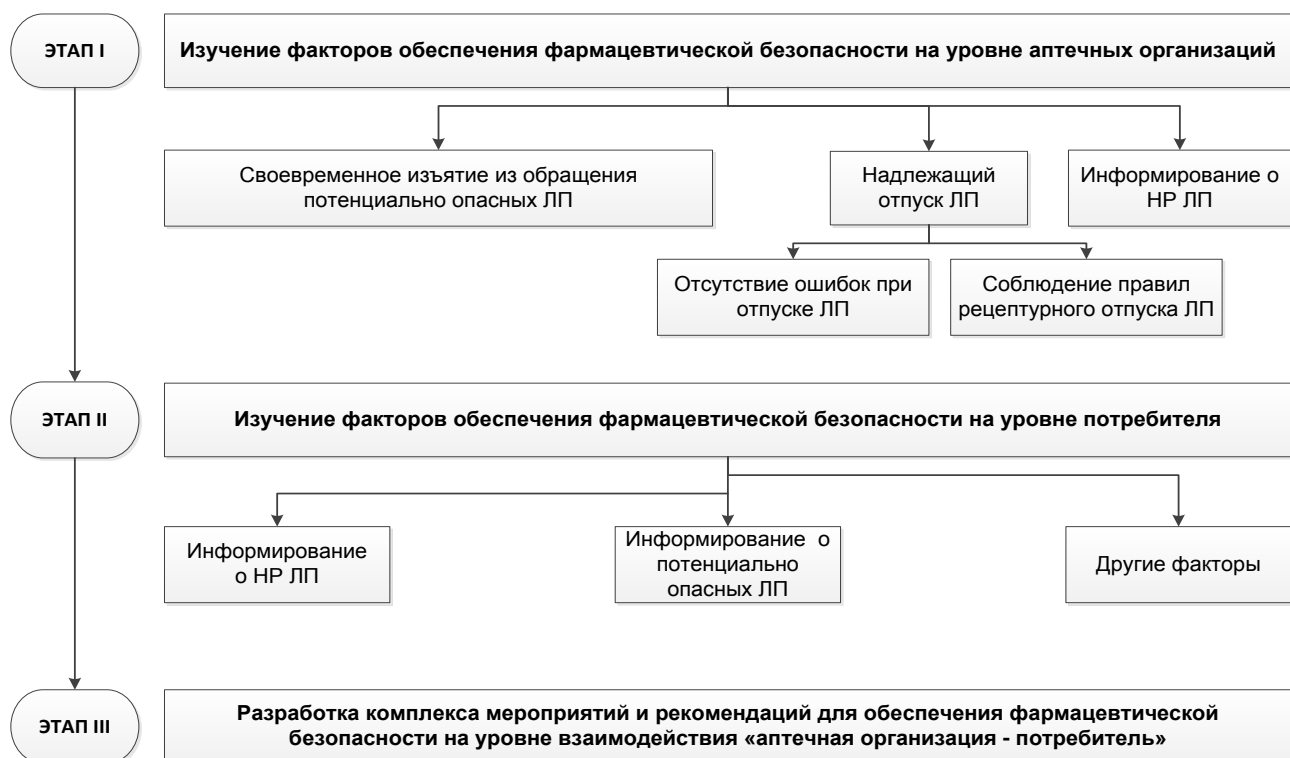 ЭТАП I
Изучение факторов обеспечения фармацевтической безопасности на уровне аптечных организаций
Своевременное изъятие из обращения
потенциально опасных ЛП
Надлежащий
отпуск ЛП
Информирование о
НР ЛП
Отсутствие ошибок при
отпуске ЛП
Соблюдение правил
рецептурного отпуска ЛП
ЭТАП II
Изучение факторов обеспечения фармацевтической безопасности на уровне потребителя
Информирование
о НР ЛП
Информирование о
потенциально
опасных ЛП
Другие факторы
ЭТАП III
Разработка комплекса мероприятий и рекомендаций для обеспечения фармацевтической
безопасности на уровне взаимодействия «аптечная организация - потребитель»